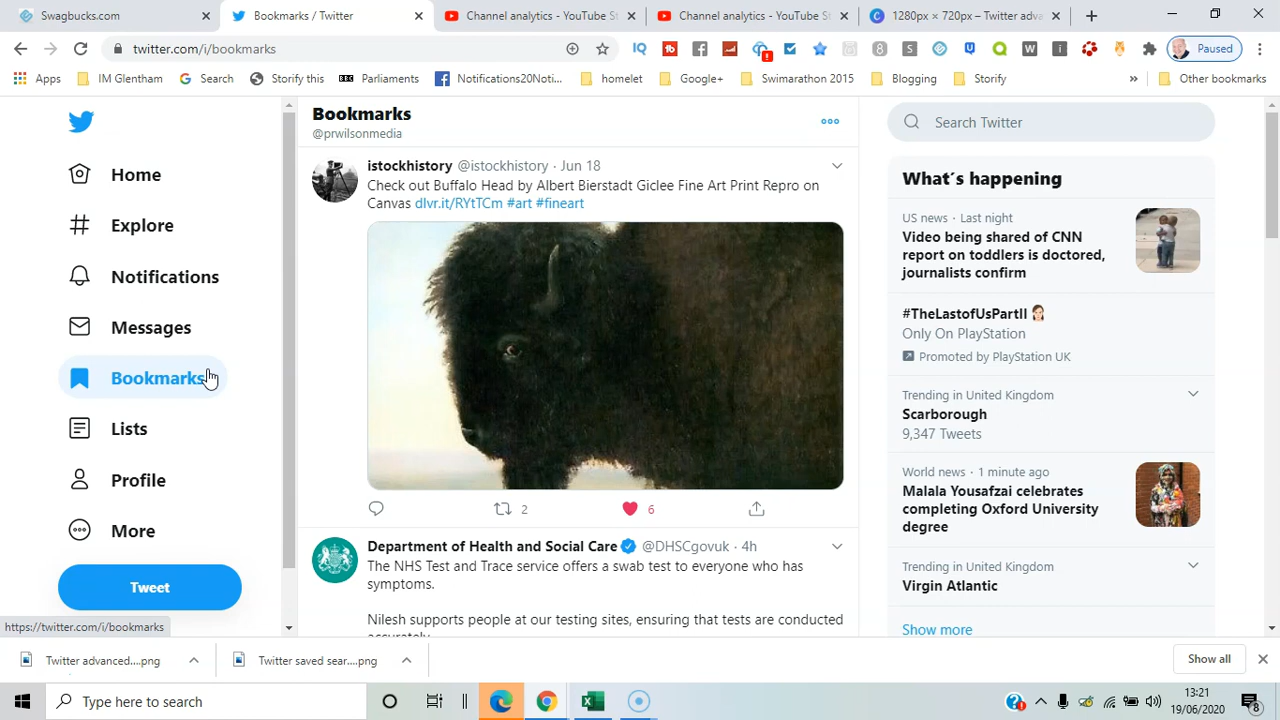 Swagbucks.com
Bookmarks / Twitter
Channel analytics - YouTube St
Channel analytics - YouTube St
1280px × 720px – Twitter adva
twitter.com/i/bookmarks
Paused
Apps
IM Glentham
Search
Storify this
Parliaments
Notifications20Noti...
homelet
Google+
Swimarathon 2015
Blogging
Storify
Other bookmarks
Home
Explore
Notifications
Messages
Bookmarks
Lists
Profile
More
Tweet
https://twitter.com/i/bookmarks
Bookmarks
@prwilsonmedia
istockhistory @istockhistory · Jun 18
Check out Buffalo Head by Albert Bierstadt Giclee Fine Art Print Repro on
Canvas dlvr.it/RYtTCm #art #fineart
2
6
Department of Health and Social Care @DHSCgovuk · 4h
The NHS Test and Trace service offers a swab test to everyone who has
symptoms.
Nilesh supports people at our testing sites, ensuring that tests are conducted
accurately
Search Twitter
What's happening
US news · Last night
Video being shared of CNN
report on toddlers is doctored,
journalists confirm
#TheLastofUsPartII
Only On PlayStation
Promoted by PlayStation UK
Trending in United Kingdom
Scarborough
9,347 Tweets
World news · 1 minute ago
Malala Yousafzai celebrates
completing Oxford University
degree
Trending in United Kingdom
Virgin Atlantic
Show more
Twitter advanced....png
Twitter saved sear....png
Show all
Type here to search
13:21
19/06/2020
8